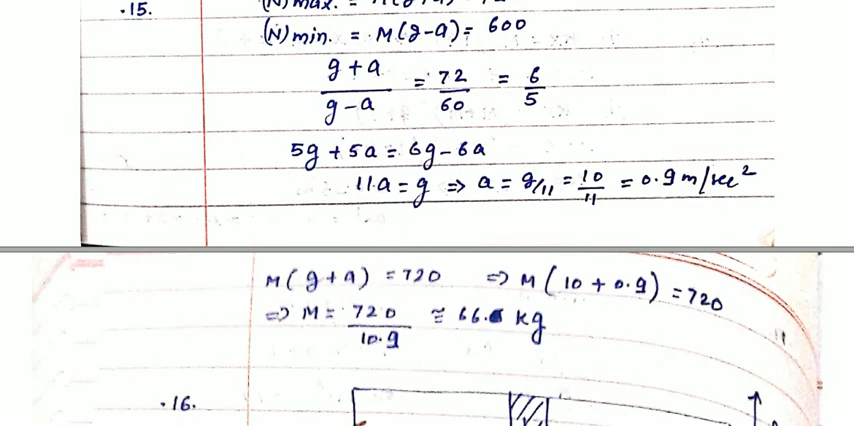 .15.
(N) min. = M(g-a) = 600
g+a / g-a = 72/60 = 6/5
5g + 5a = 6g - 6a
11a = g => a = g/11 = 10/11 = 0.9 m/sec²
M(g+a) = 720 => M(10+0.9) = 720
=> M = 720/10.9 ≅ 66. kg
.16.